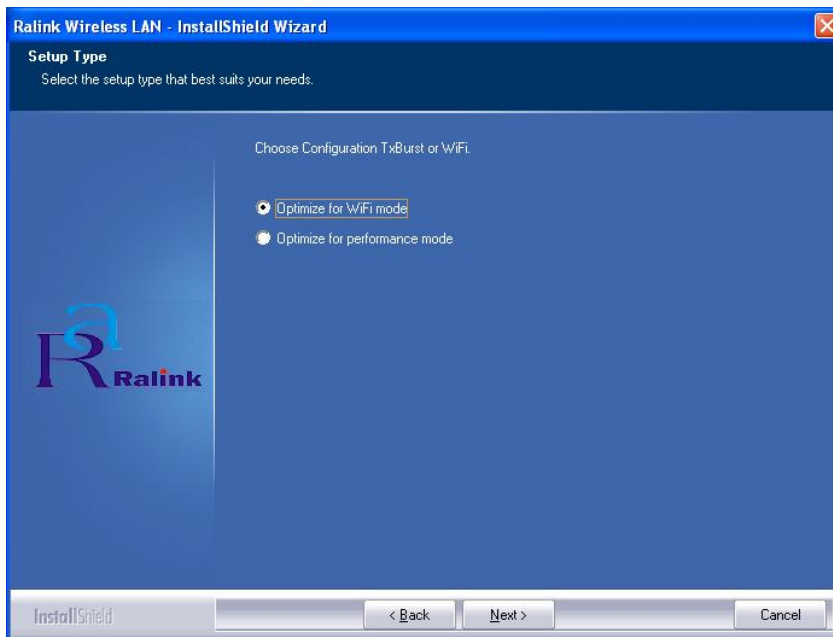 Ralink Wireless LAN - InstallShield Wizard
Setup Type
Select the setup type that best suits your needs.
Choose Configuration TxBurst or WiFi.
Optimize for WiFi mode
Optimize for performance mode
Ra
Ralink
InstallShield
< Back
Next >
Cancel